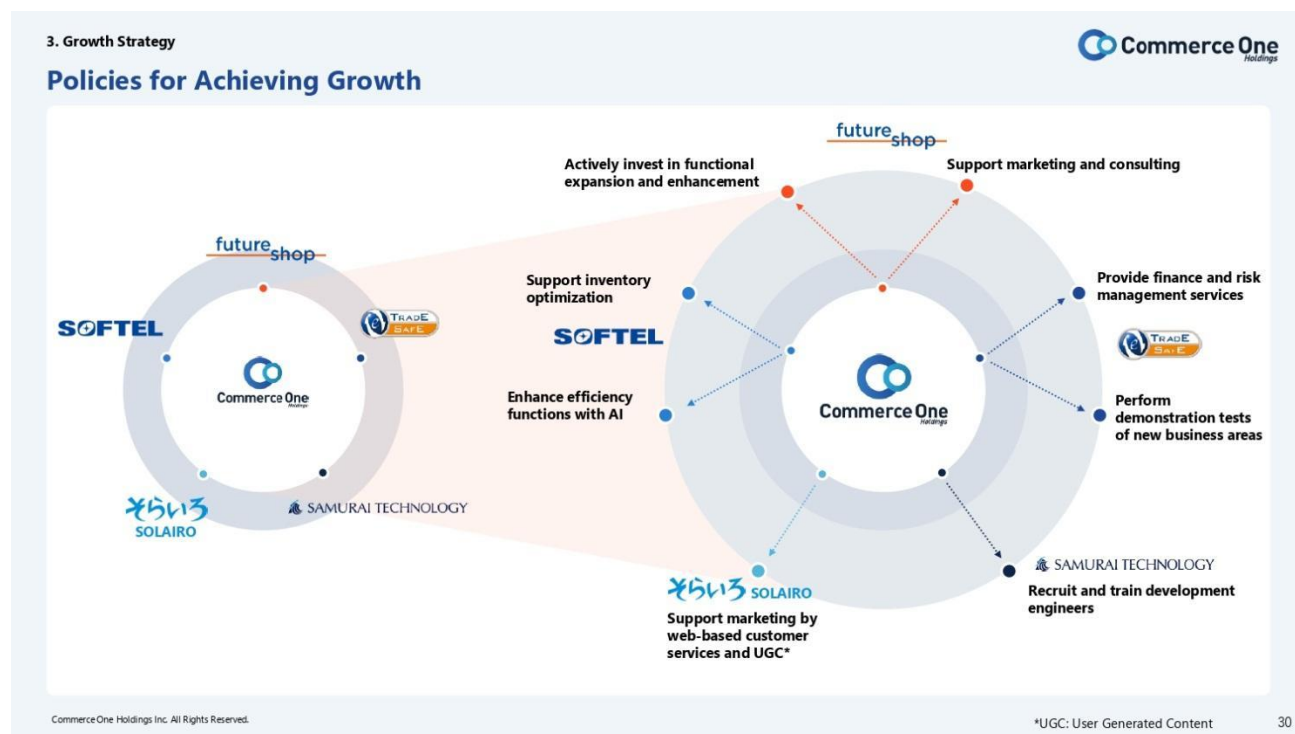 3. Growth Strategy
Commerce One
Holdings
Policies for Achieving Growth
future shop
SOFTEL
TRADE SAFE
Commerce One
Holdings
そらいろ
SOLAIRO
SAMURAI TECHNOLOGY
future shop
Actively invest in functional
expansion and enhancement
Support marketing and consulting
Support inventory
optimization
Provide finance and risk
management services
SOFTEL
TRADE SAFE
Enhance efficiency
functions with AI
Perform
demonstration tests
of new business areas
Commerce One
Holdings
そらいろ SOLAIRO
Support marketing by
web-based customer
services and UGC*
SAMURAI TECHNOLOGY
Recruit and train development
engineers
Commerce One Holdings Inc. All Rights Reserved.
*UGC: User Generated Content
30